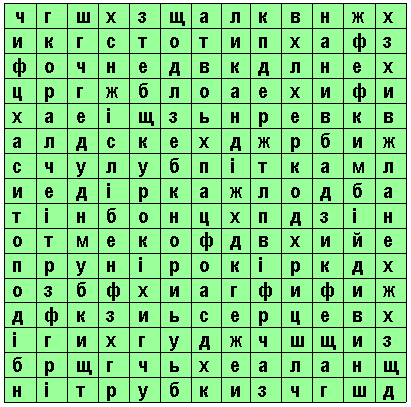 ч г ш х з щ а л к в н ж х
и к г с т о т и п х а ф з
ф о ч н е д в к д л н е х
ц р г ж б л о а е х и ф и
х а е і щ з ь н р е в к в
а л д с к е х д ж р б и ж
с ч у л у б п і т к а м л
и е д і р к а ж л о д б а
т і н б о н ц х п д з і н
о т м е к о ф д в х и й е
п р у н і р о к і р к д х
о з б ф х и а г ф и ф и ж
д ф к з и ь с е р ц е в х
і г и х г у д ж ч ш щ и з
б р щ г ч ь х е а л а н щ
н і т р у б к и з ч г ш д